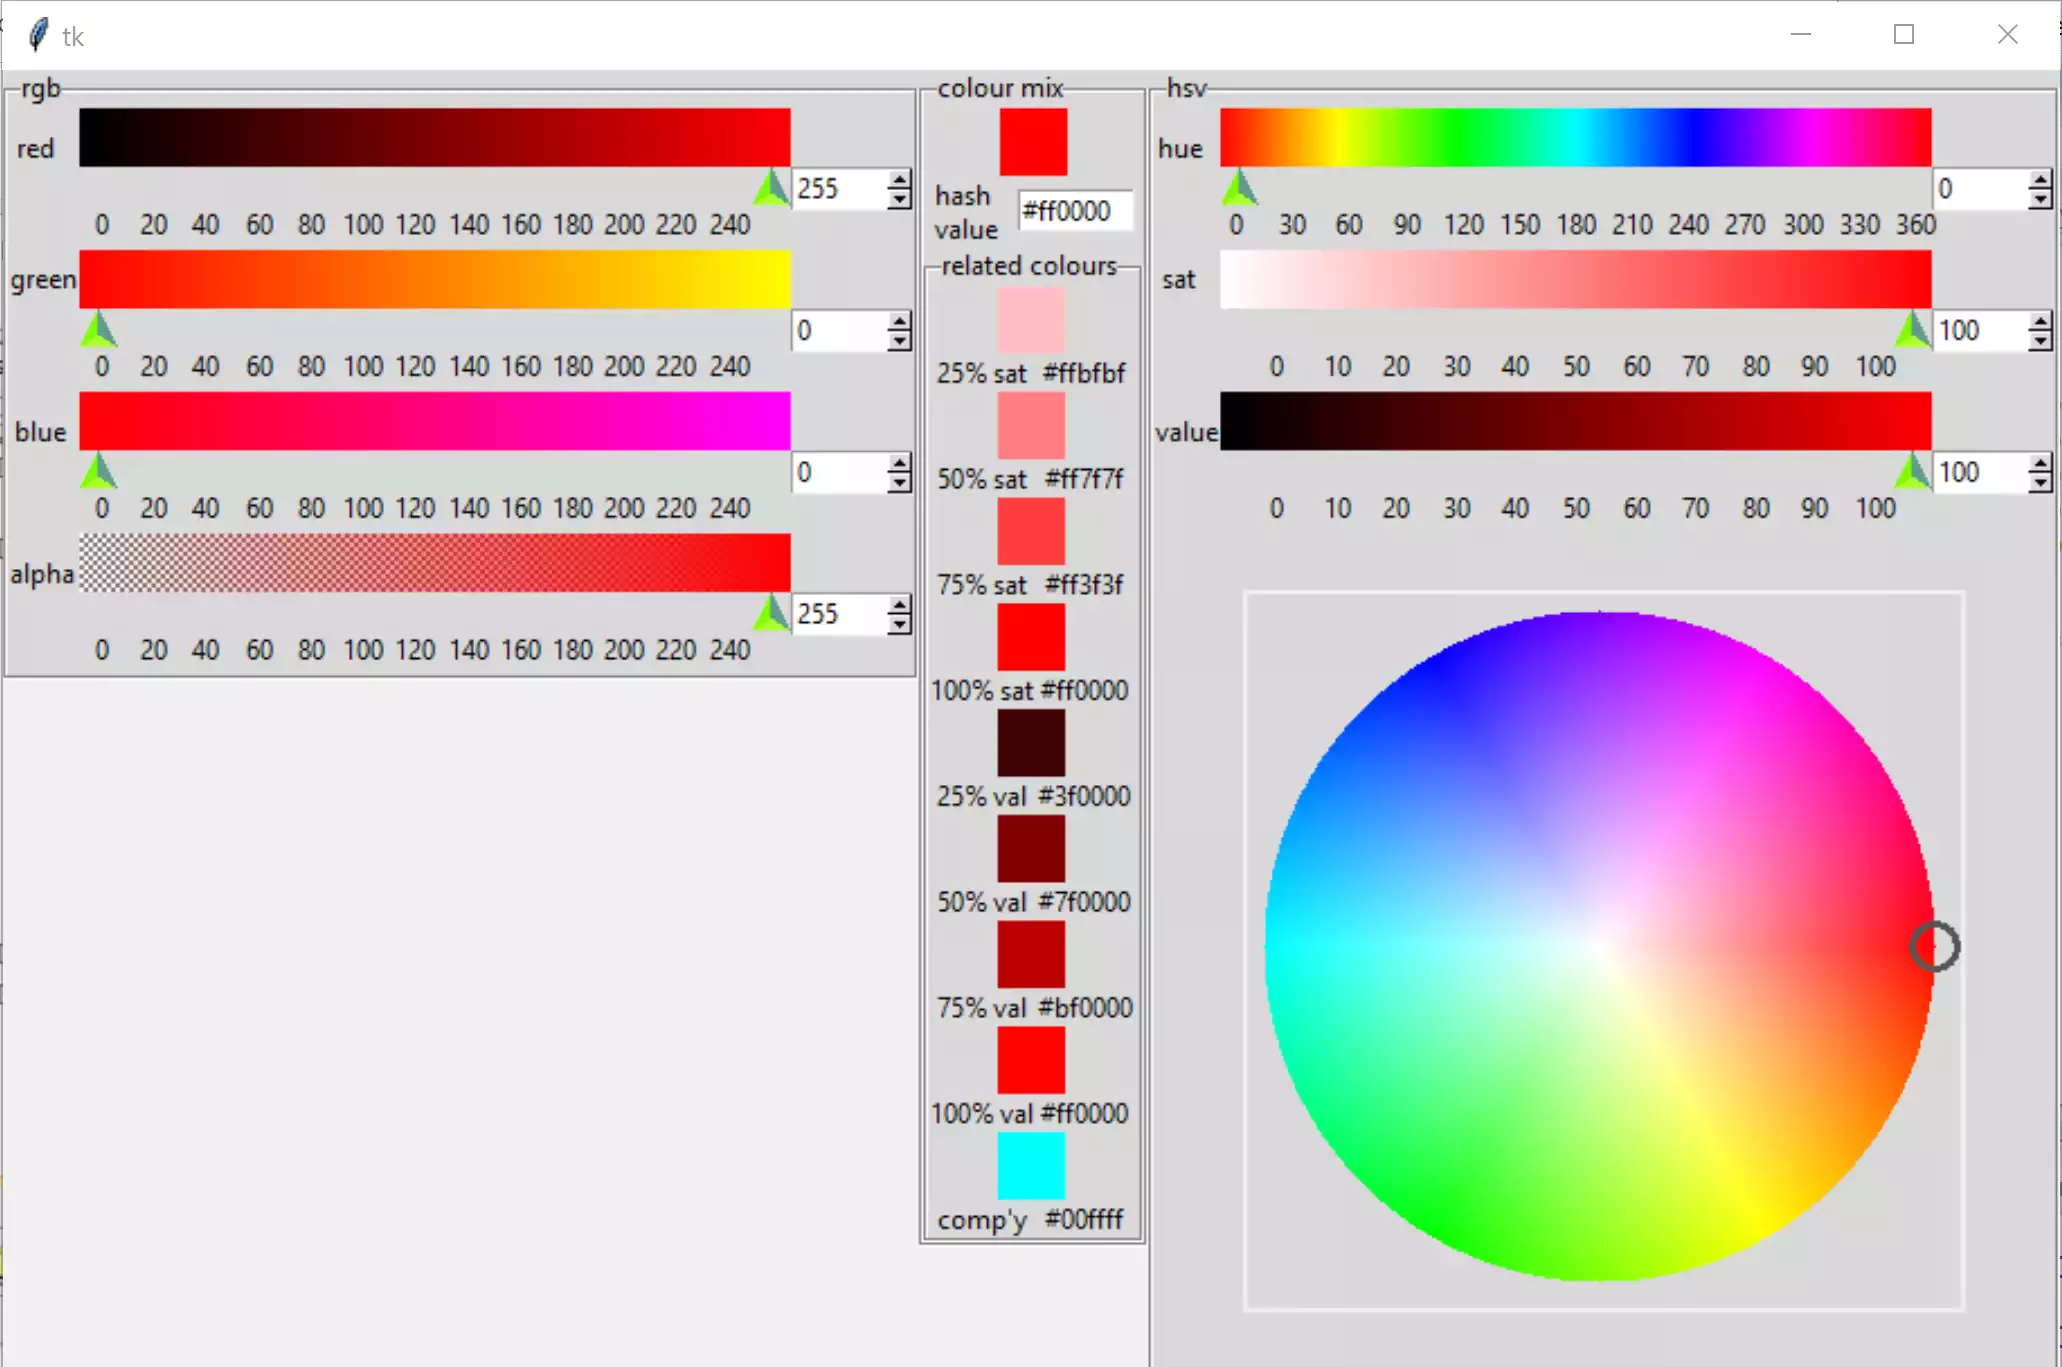 tk
rgb
red
255
0 20 40 60 80 100 120 140 160 180 200 220 240
green
0
0 20 40 60 80 100 120 140 160 180 200 220 240
blue
0
0 20 40 60 80 100 120 140 160 180 200 220 240
alpha
255
0 20 40 60 80 100 120 140 160 180 200 220 240
colour mix
hash
value
#ff0000
related colours
25% sat #ffbfbf
50% sat #ff7f7f
75% sat #ff3f3f
100% sat #ff0000
25% val #3f0000
50% val #7f0000
75% val #bf0000
100% val #ff0000
comp'y #00ffff
hsv
hue
0
0 30 60 90 120 150 180 210 240 270 300 330 360
sat
100
0 10 20 30 40 50 60 70 80 90 100
value
100
0 10 20 30 40 50 60 70 80 90 100